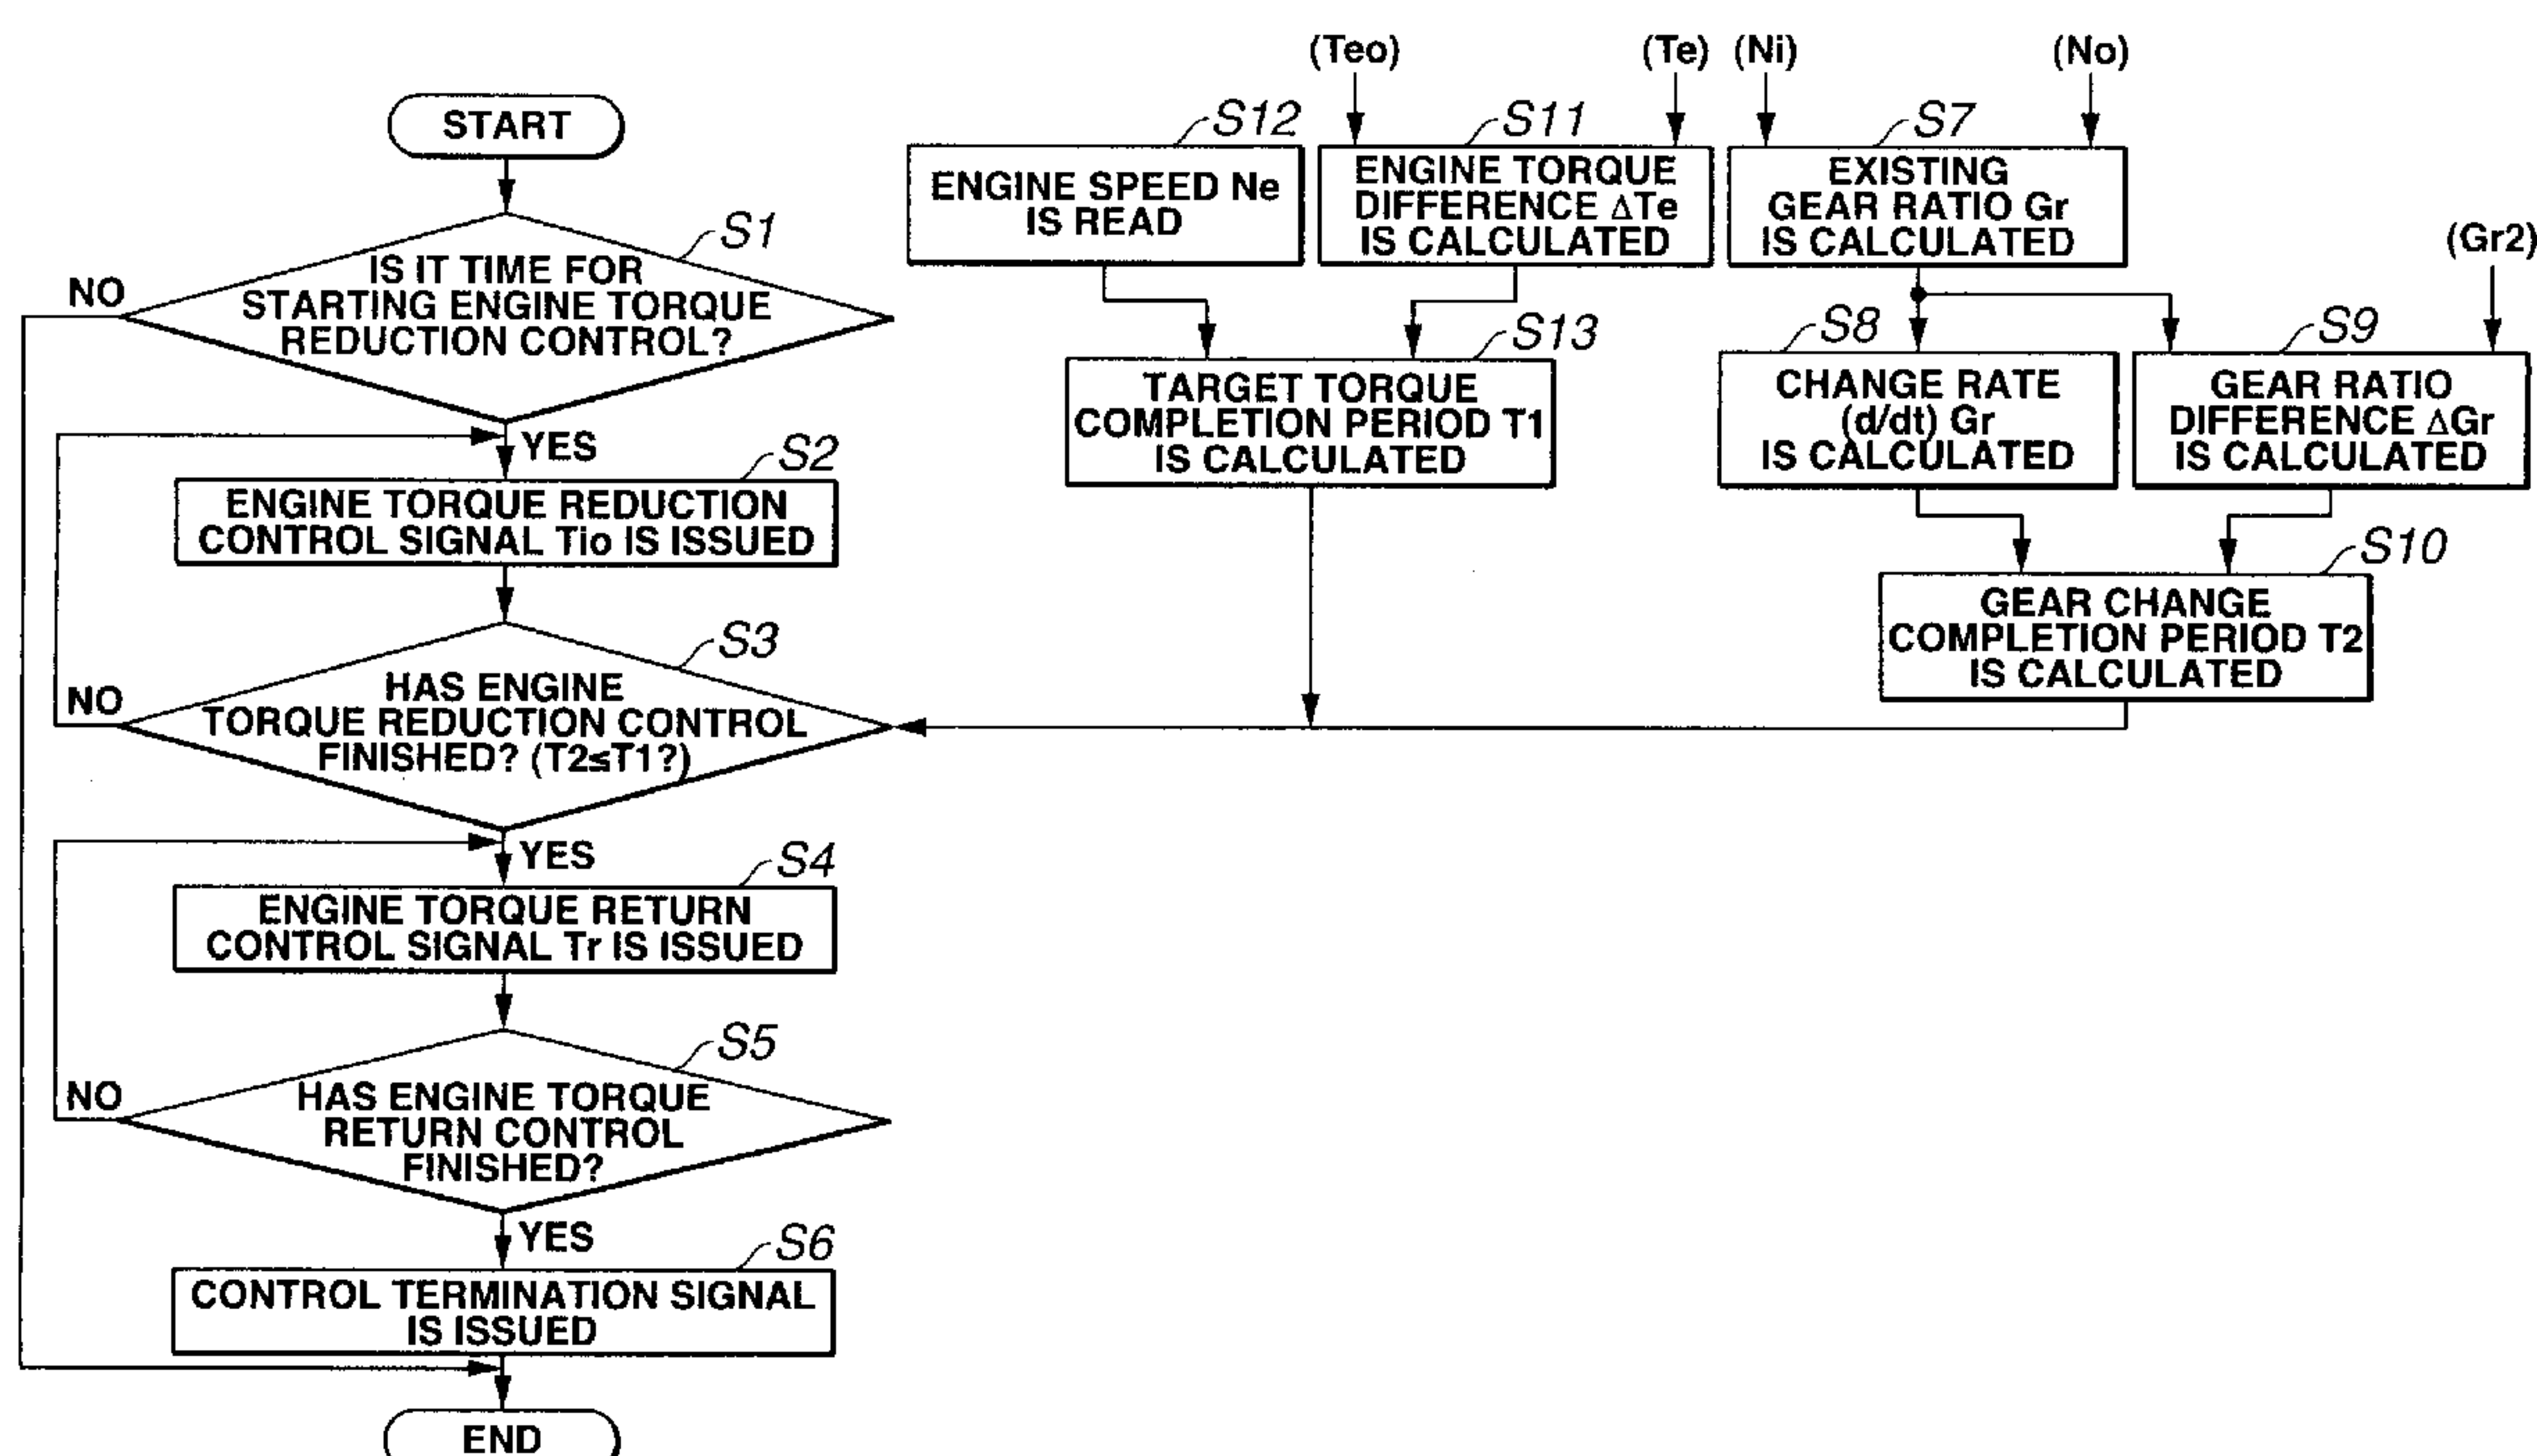 START
S1
IS IT TIME FOR
STARTING ENGINE TORQUE
REDUCTION CONTROL?
NO
YES
S2
ENGINE TORQUE REDUCTION
CONTROL SIGNAL Tio IS ISSUED
S3
HAS ENGINE
TORQUE REDUCTION CONTROL
FINISHED? (T2≤T1?)
NO
YES
S4
ENGINE TORQUE RETURN
CONTROL SIGNAL Tr IS ISSUED
S5
HAS ENGINE TORQUE
RETURN CONTROL
FINISHED?
NO
YES
S6
CONTROL TERMINATION SIGNAL
IS ISSUED
END
S12
ENGINE SPEED Ne
IS READ
(Teo)
(Te)
S11
ENGINE TORQUE
DIFFERENCE ΔTe
IS CALCULATED
S13
TARGET TORQUE
COMPLETION PERIOD T1
IS CALCULATED
(Ni)
(No)
S7
EXISTING
GEAR RATIO Gr
IS CALCULATED
(Gr2)
S8
CHANGE RATE
(d/dt) Gr
IS CALCULATED
S9
GEAR RATIO
DIFFERENCE ΔGr
IS CALCULATED
S10
GEAR CHANGE
COMPLETION PERIOD T2
IS CALCULATED